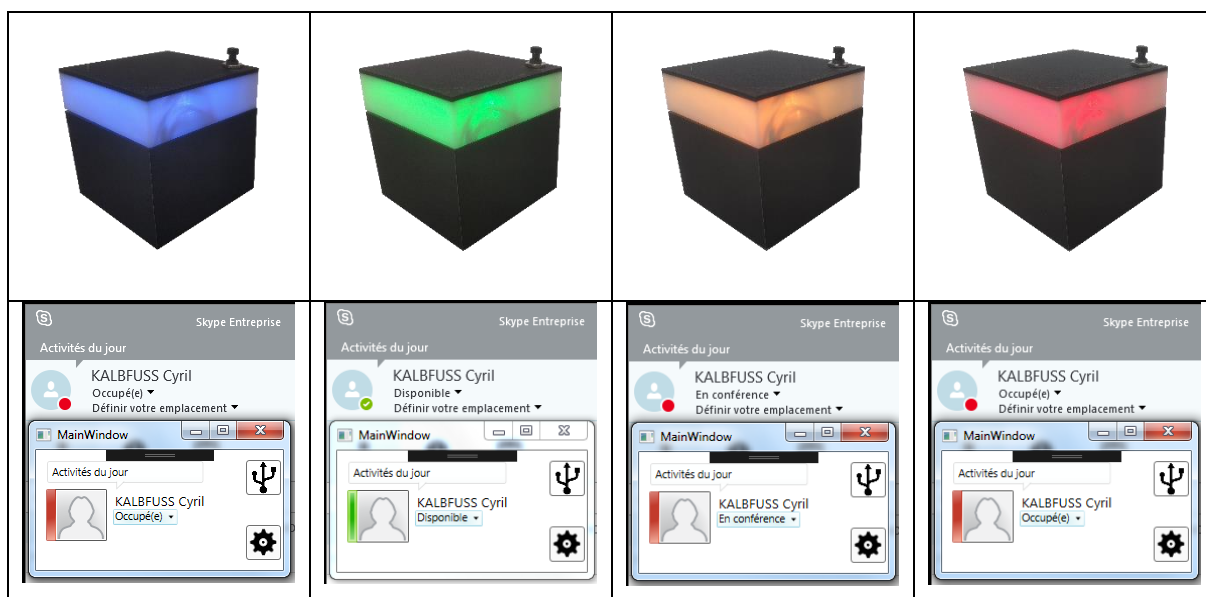 Skype Entreprise
Activités du jour
KALBFUSS Cyril
Occupé(e)
Définir votre emplacement
MainWindow
Activités du jour
KALBFUSS Cyril
Occupé(e)
Skype Entreprise
Activités du jour
KALBFUSS Cyril
Disponible
Définir votre emplacement
MainWindow
Activités du jour
KALBFUSS Cyril
Disponible
Skype Entreprise
Activités du jour
KALBFUSS Cyril
En conférence
Définir votre emplacement
MainWindow
Activités du jour
KALBFUSS Cyril
En conférence
Skype Entreprise
Activités du jour
KALBFUSS Cyril
Occupé(e)
Définir votre emplacement
MainWindow
Activités du jour
KALBFUSS Cyril
Occupé(e)